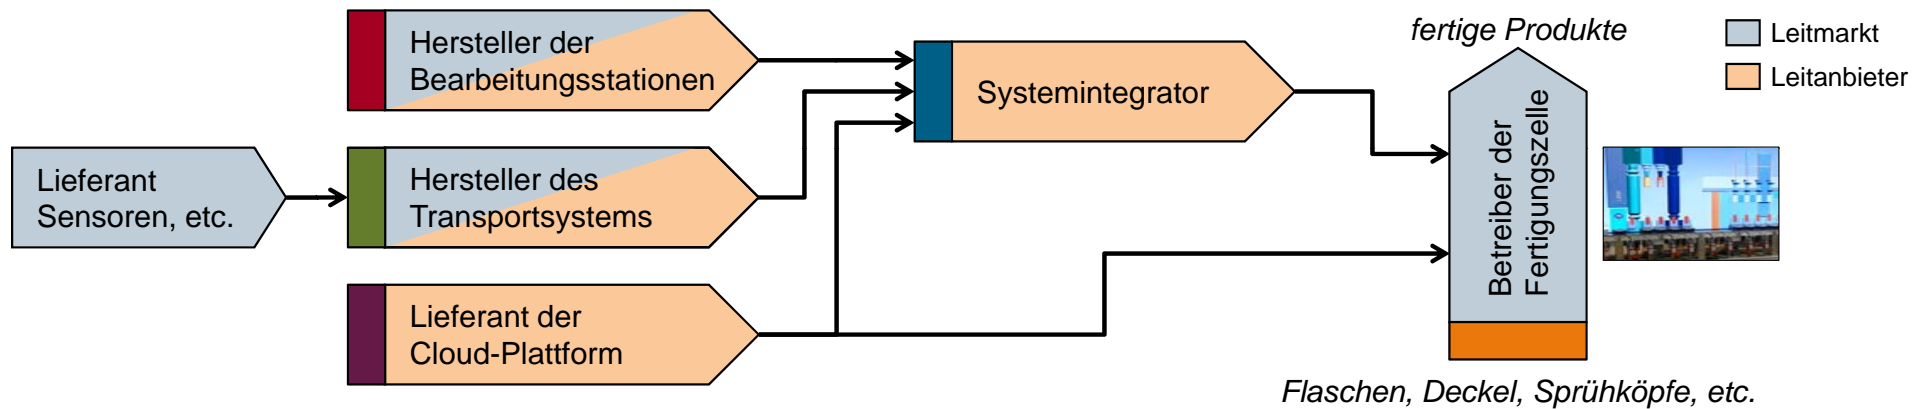 fertige Produkte
Leitmarkt
Leitanbieter
Hersteller der
Bearbeitungsstationen
Systemintegrator
Betreiber der
Fertigungszelle
Lieferant
Sensoren, etc.
Hersteller des
Transportsystems
Lieferant der
Cloud-Plattform
Flaschen, Deckel, Sprühköpfe, etc.